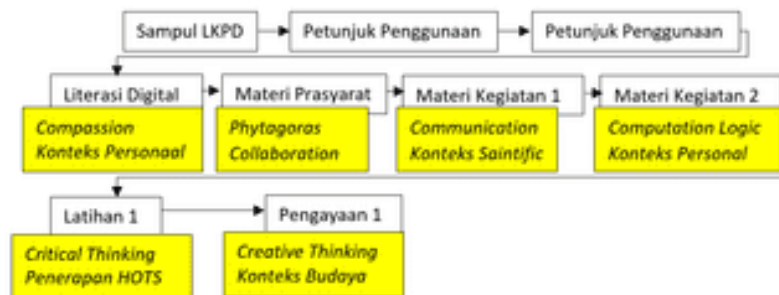 Sampul LKPD
Petunjuk Penggunaan
Petunjuk Penggunaan
Literasi Digital
Compassion
Konteks Personaal
Materi Prasyarat
Phytagoras
Collaboration
Materi Kegiatan 1
Communication
Konteks Saintific
Materi Kegiatan 2
Computation Logic
Konteks Personal
Latihan 1
Critical Thinking
Penerapan HOTS
Pengayaan 1
Creative Thinking
Konteks Budaya